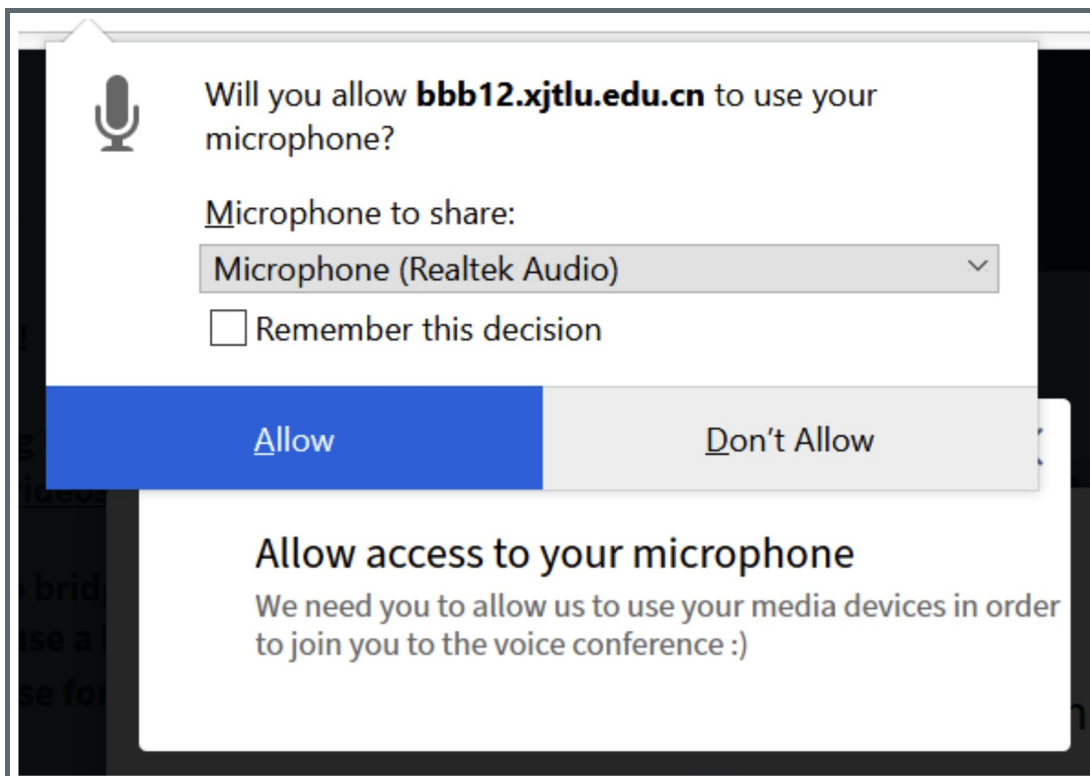 Will you allow bbb12.xjtlu.edu.cn to use your
microphone?
Microphone to share:
Microphone (Realtek Audio)
Remember this decision
Allow
Don't Allow
Allow access to your microphone
We need you to allow us to use your media devices in order
to join you to the voice conference :)